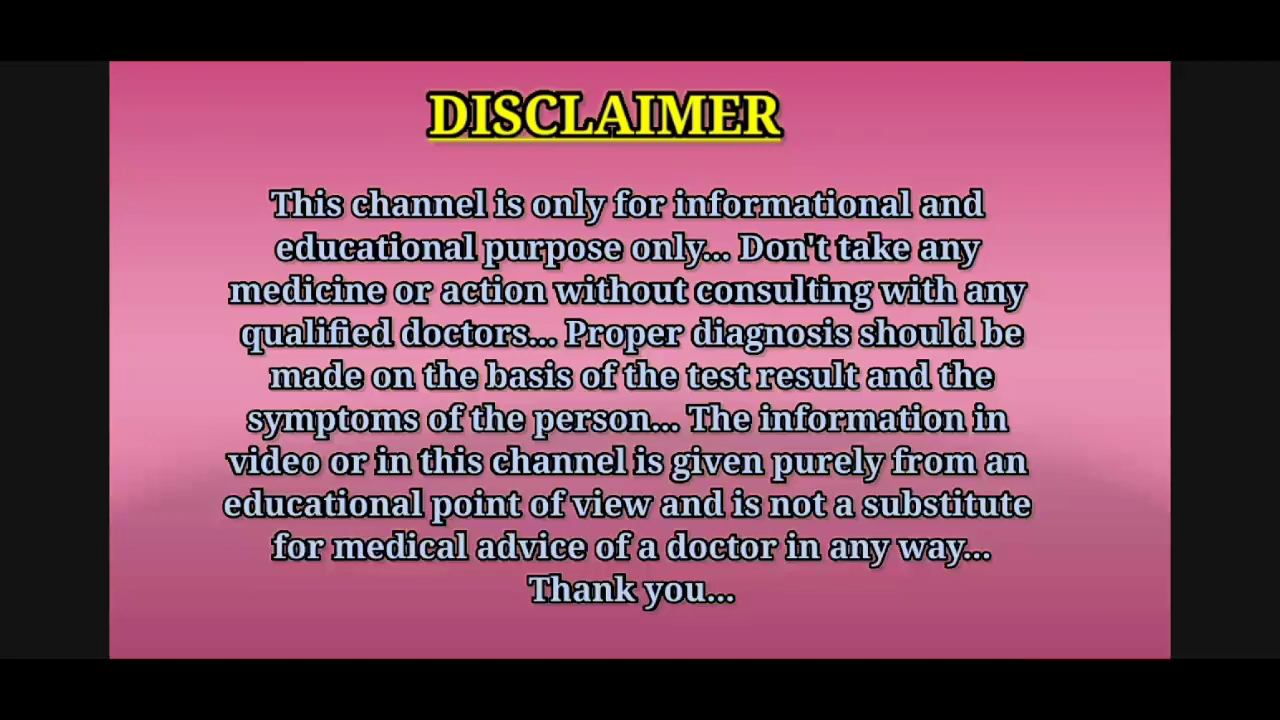 DISCLAIMER
This channel is only for informational and
educational purpose only... Don't take any
medicine or action without consulting with any
qualified doctors... Proper diagnosis should be
made on the basis of the test result and the
symptoms of the person... The information in
video or in this channel is given purely from an
educational point of view and is not a substitute
for medical advice of a doctor in any way...
Thank you...